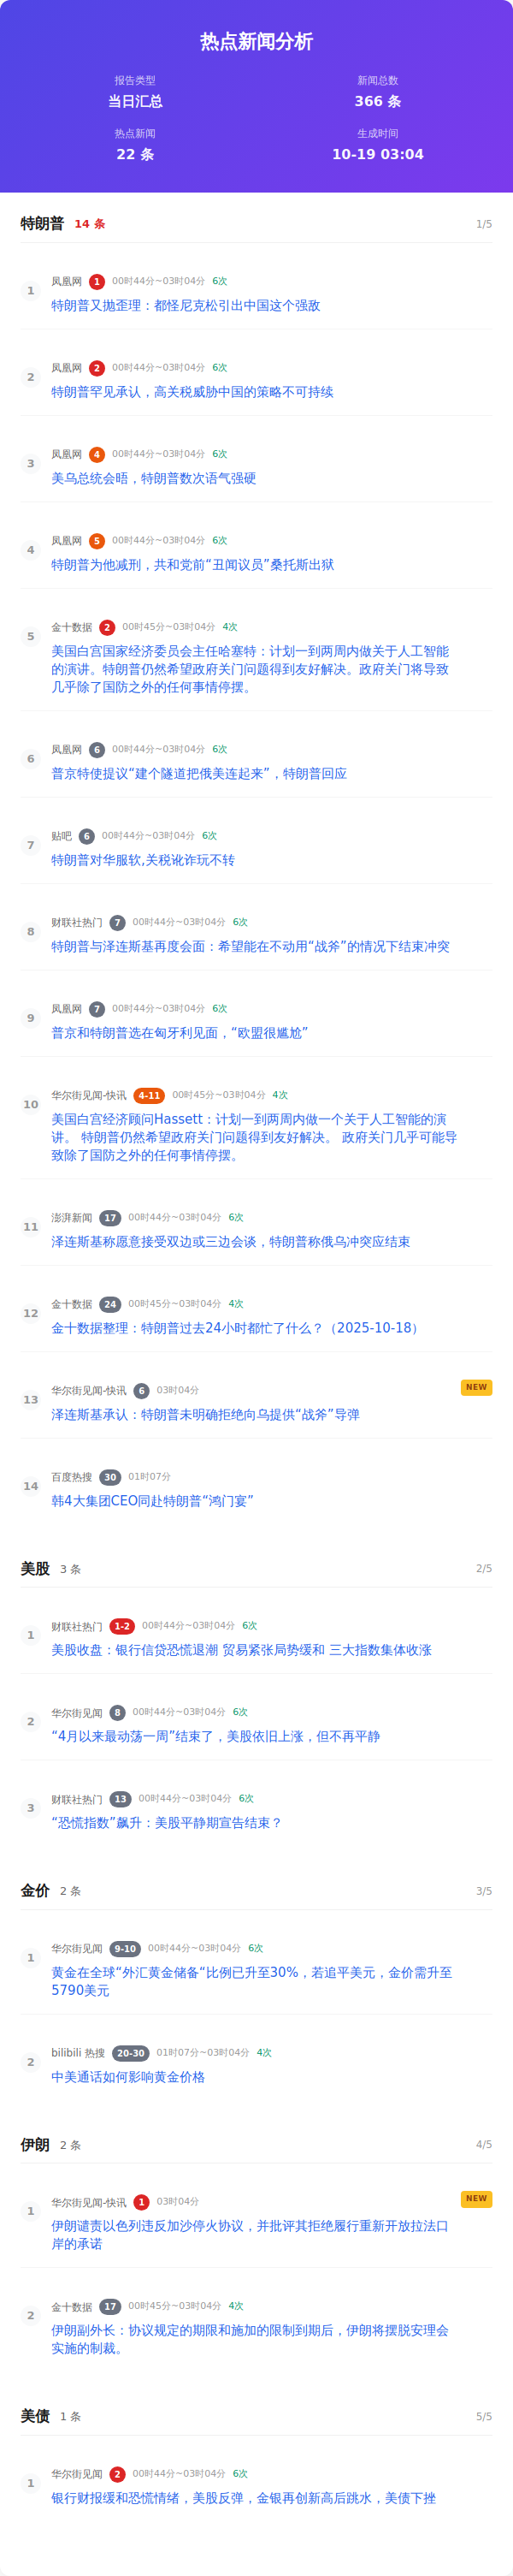 热点新闻分析
报告类型
当日汇总
新闻总数
366 条
热点新闻
22 条
生成时间
10-19 03:04
特朗普 14 条 1/5
1 凤凰网 1 00时44分~03时04分 6次
特朗普又抛歪理：都怪尼克松引出中国这个强敌
2 凤凰网 2 00时44分~03时04分 6次
特朗普罕见承认，高关税威胁中国的策略不可持续
3 凤凰网 4 00时44分~03时04分 6次
美乌总统会晤，特朗普数次语气强硬
4 凤凰网 5 00时44分~03时04分 6次
特朗普为他减刑，共和党前“丑闻议员”桑托斯出狱
5 金十数据 2 00时45分~03时04分 4次
美国白宫国家经济委员会主任哈塞特：计划一到两周内做关于人工智能
的演讲。特朗普仍然希望政府关门问题得到友好解决。政府关门将导致
几乎除了国防之外的任何事情停摆。
6 凤凰网 6 00时44分~03时04分 6次
普京特使提议“建个隧道把俄美连起来”，特朗普回应
7 贴吧 6 00时44分~03时04分 6次
特朗普对华服软,关税讹诈玩不转
8 财联社热门 7 00时44分~03时04分 6次
特朗普与泽连斯基再度会面：希望能在不动用“战斧”的情况下结束冲突
9 凤凰网 7 00时44分~03时04分 6次
普京和特朗普选在匈牙利见面，“欧盟很尴尬”
10 华尔街见闻-快讯 4-11 00时45分~03时04分 4次
美国白宫经济顾问Hassett：计划一到两周内做一个关于人工智能的演
讲。 特朗普仍然希望政府关门问题得到友好解决。 政府关门几乎可能导
致除了国防之外的任何事情停摆。
11 澎湃新闻 17 00时44分~03时04分 6次
泽连斯基称愿意接受双边或三边会谈，特朗普称俄乌冲突应结束
12 金十数据 24 00时45分~03时04分 4次
金十数据整理：特朗普过去24小时都忙了什么？（2025-10-18）
13 华尔街见闻-快讯 6 03时04分 NEW
泽连斯基承认：特朗普未明确拒绝向乌提供“战斧”导弹
14 百度热搜 30 01时07分
韩4大集团CEO同赴特朗普“鸿门宴”
美股 3 条 2/5
1 财联社热门 1-2 00时44分~03时04分 6次
美股收盘：银行信贷恐慌退潮 贸易紧张局势缓和 三大指数集体收涨
2 华尔街见闻 8 00时44分~03时04分 6次
“4月以来最动荡一周”结束了，美股依旧上涨，但不再平静
3 财联社热门 13 00时44分~03时04分 6次
“恐慌指数”飙升：美股平静期宣告结束？
金价 2 条 3/5
1 华尔街见闻 9-10 00时44分~03时04分 6次
黄金在全球“外汇黄金储备“比例已升至30%，若追平美元，金价需升至
5790美元
2 bilibili 热搜 20-30 01时07分~03时04分 4次
中美通话如何影响黄金价格
伊朗 2 条 4/5
1 华尔街见闻-快讯 1 03时04分 NEW
伊朗谴责以色列违反加沙停火协议，并批评其拒绝履行重新开放拉法口
岸的承诺
2 金十数据 17 00时45分~03时04分 4次
伊朗副外长：协议规定的期限和施加的限制到期后，伊朗将摆脱安理会
实施的制裁。
美债 1 条 5/5
1 华尔街见闻 2 00时44分~03时04分 6次
银行财报缓和恐慌情绪，美股反弹，金银再创新高后跳水，美债下挫